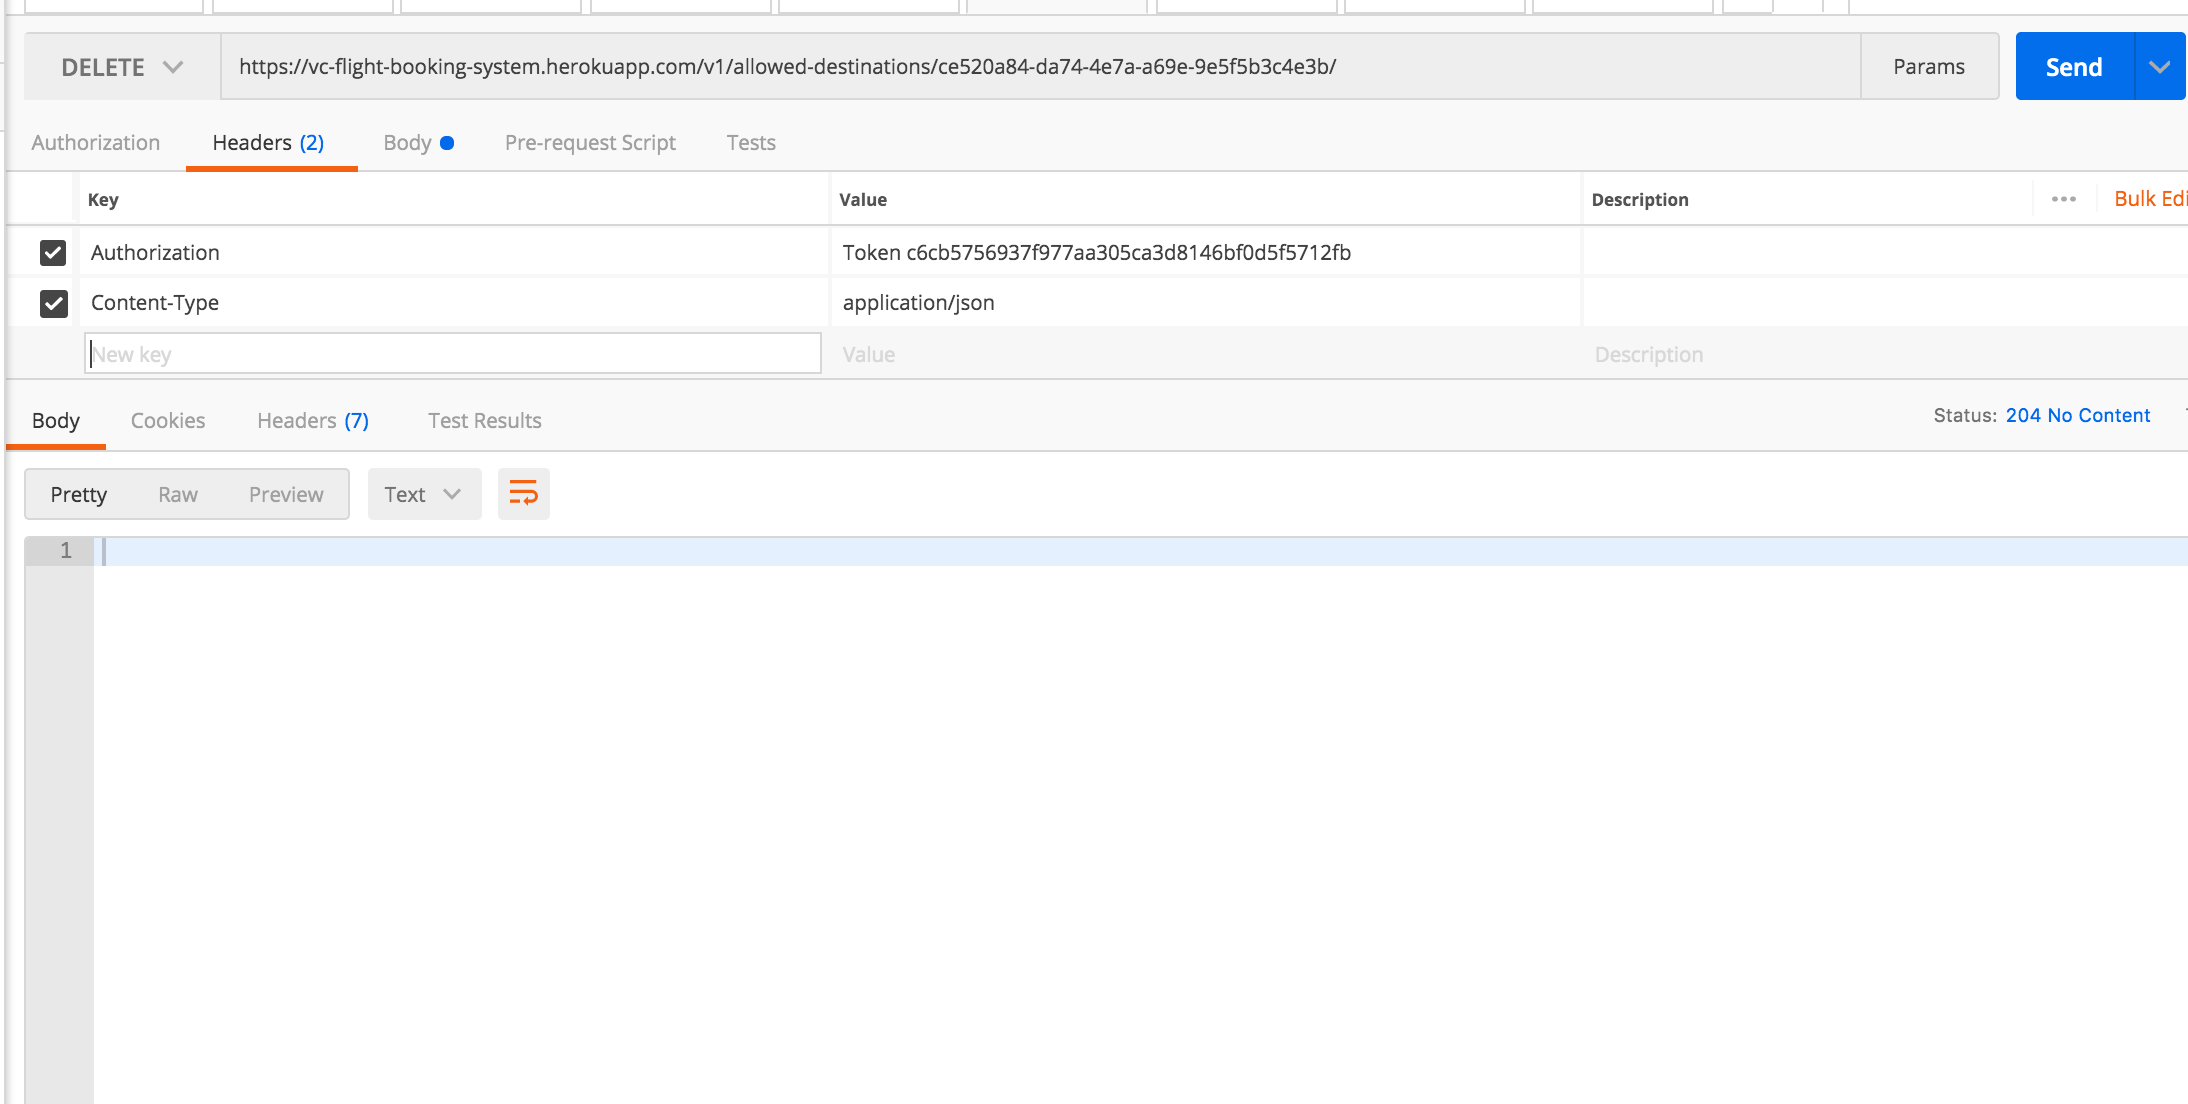 DELETE https://vc-flight-booking-system.herokuapp.com/v1/allowed-destinations/ce520a84-da74-4e7a-a69e-9e5f5b3c4e3b/ Params Send
Authorization Headers (2) Body Pre-request Script Tests
Key Value Description Bulk Edi
Authorization Token c6cb5756937f977aa305ca3d8146bf0d5f5712fb
Content-Type application/json
New key Value Description
Body Cookies Headers (7) Test Results Status: 204 No Content
Pretty Raw Preview Text
1